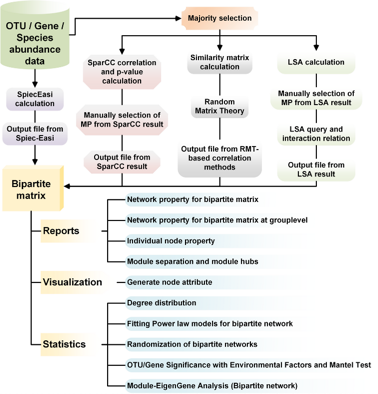 OTU / Gene /
Species
abundance
data
Majority selection
SpiecEasi
calculation
Output file from
Spiec-Easi
SparCC correlation
and p-value
calculation
Manually selection of
MP from SparCC result
Output file from
SparCC result
Similarity matrix
calculation
Random
Matrix Theory
Output file from RMT-
based correlation
methods
LSA calculation
Manually selection of
MP from LSA result
LSA query and
interaction relation
Output file from
LSA result
Bipartite
matrix
Reports
Network property for bipartite matrix
Network property for bipartite matrix at grouplevel
Individual node property
Module separation and module hubs
Visualization
Generate node attribute
Statistics
Degree distribution
Fitting Power law models for bipartite network
Randomization of bipartite networks
OTU/Gene Significance with Environmental Factors and Mantel Test
Module-EigenGene Analysis (Bipartite network)